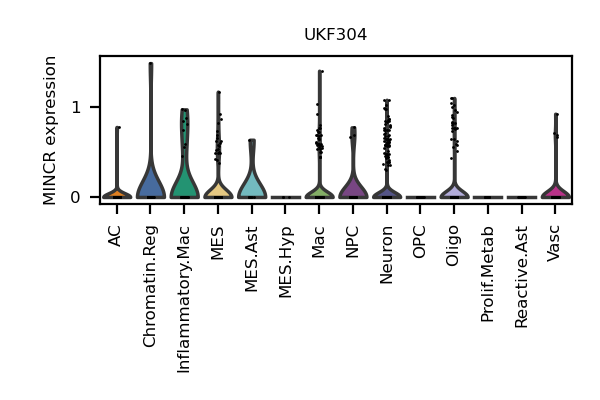 UKF304
MINCR expression
1
0
AC
Chromatin.Reg
Inflammatory.Mac
MES
MES.Ast
MES.Hyp
Mac
NPC
Neuron
OPC
Oligo
Prolif.Metab
Reactive.Ast
Vasc